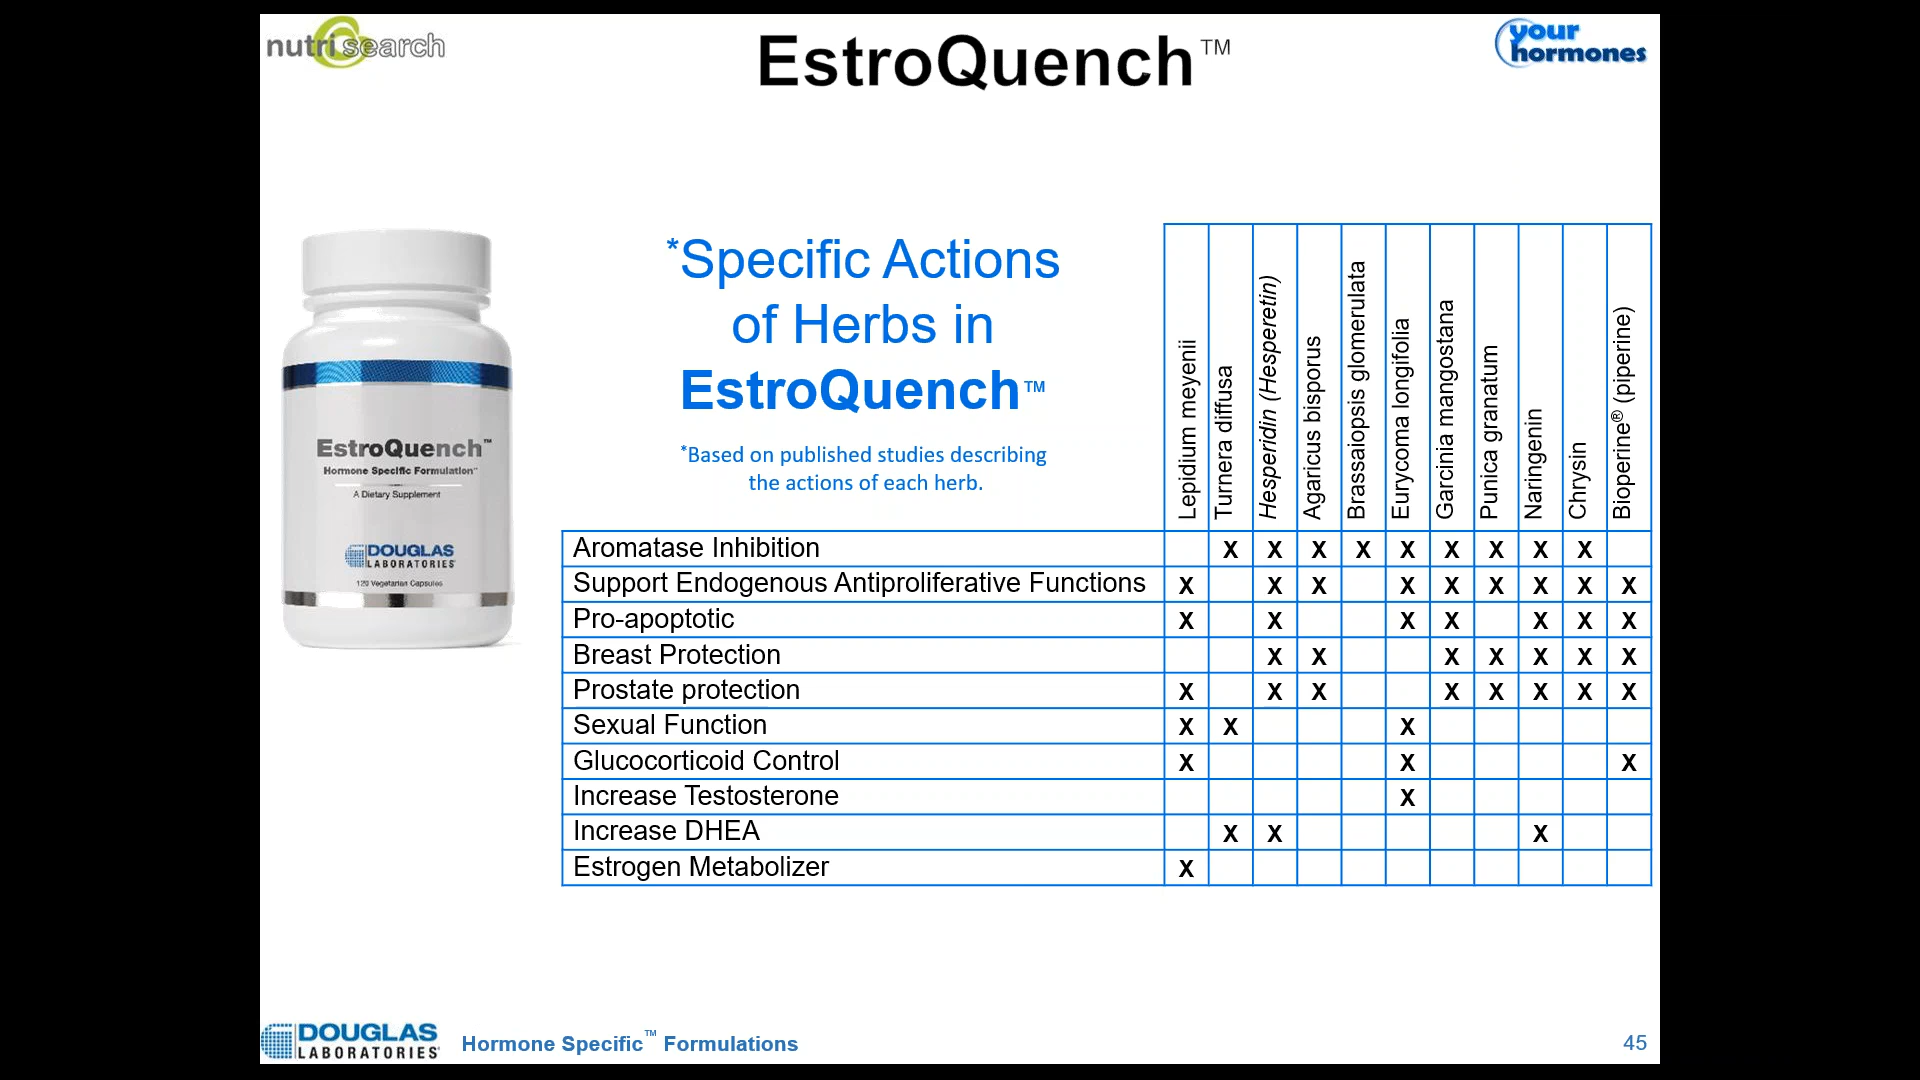 nutrisearch
EstroQuench™
your
hormones
*Specific Actions
of Herbs in
EstroQuench™
*Based on published studies describing
the actions of each herb.
EstroQuench™
Hormone Specific Formulation™
A Dietary Supplement
DOUGLAS
LABORATORIES®
120 Vegetarian Capsules
Lepidium meyenii
Turnera diffusa
Hesperidin (Hesperetin)
Agaricus bisporus
Brassaiopsis glomerulata
Eurycoma longifolia
Garcinia mangostana
Punica granatum
Naringenin
Chrysin
Bioperine® (piperine)
Aromatase Inhibition X X X X X X X X X
Support Endogenous Antiproliferative Functions X X X X X X X X X
Pro-apoptotic X X X X X X X
Breast Protection X X X X X X X
Prostate protection X X X X X X X X
Sexual Function X X X
Glucocorticoid Control X X X
Increase Testosterone X
Increase DHEA X X X
Estrogen Metabolizer X
DOUGLAS
LABORATORIES®
Hormone Specific™ Formulations
45